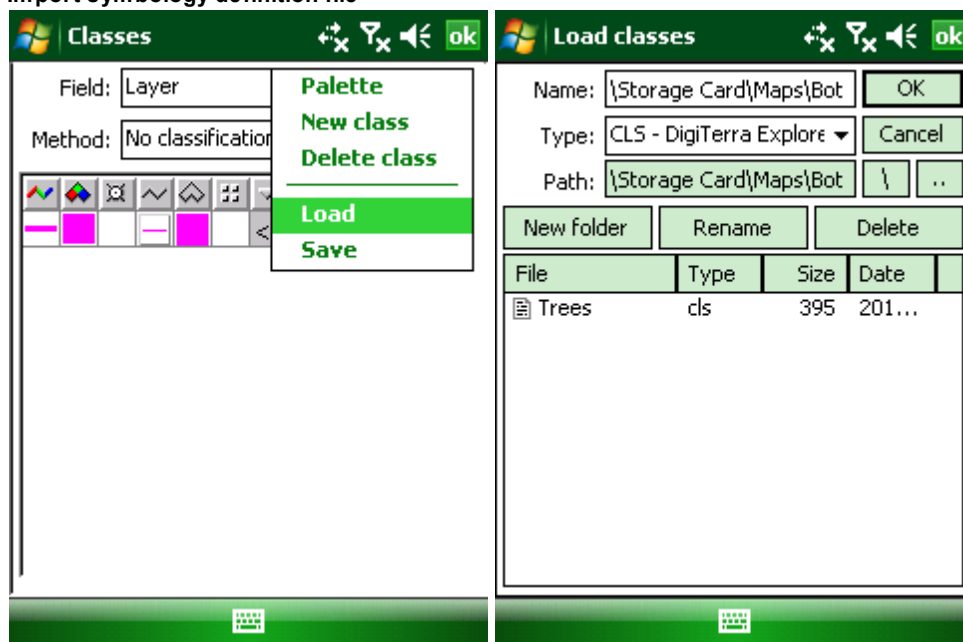 Import symbology definition file
Classes
ok
Field: Layer
Method: No classification
Palette
New class
Delete class
Load
Save
<
Load classes
ok
Name: \Storage Card\Maps\Bot
OK
Type: CLS - DigiTerra Explore
Cancel
Path: \Storage Card\Maps\Bot
\
..
New folder
Rename
Delete
File Type Size Date
Trees cls 395 201...